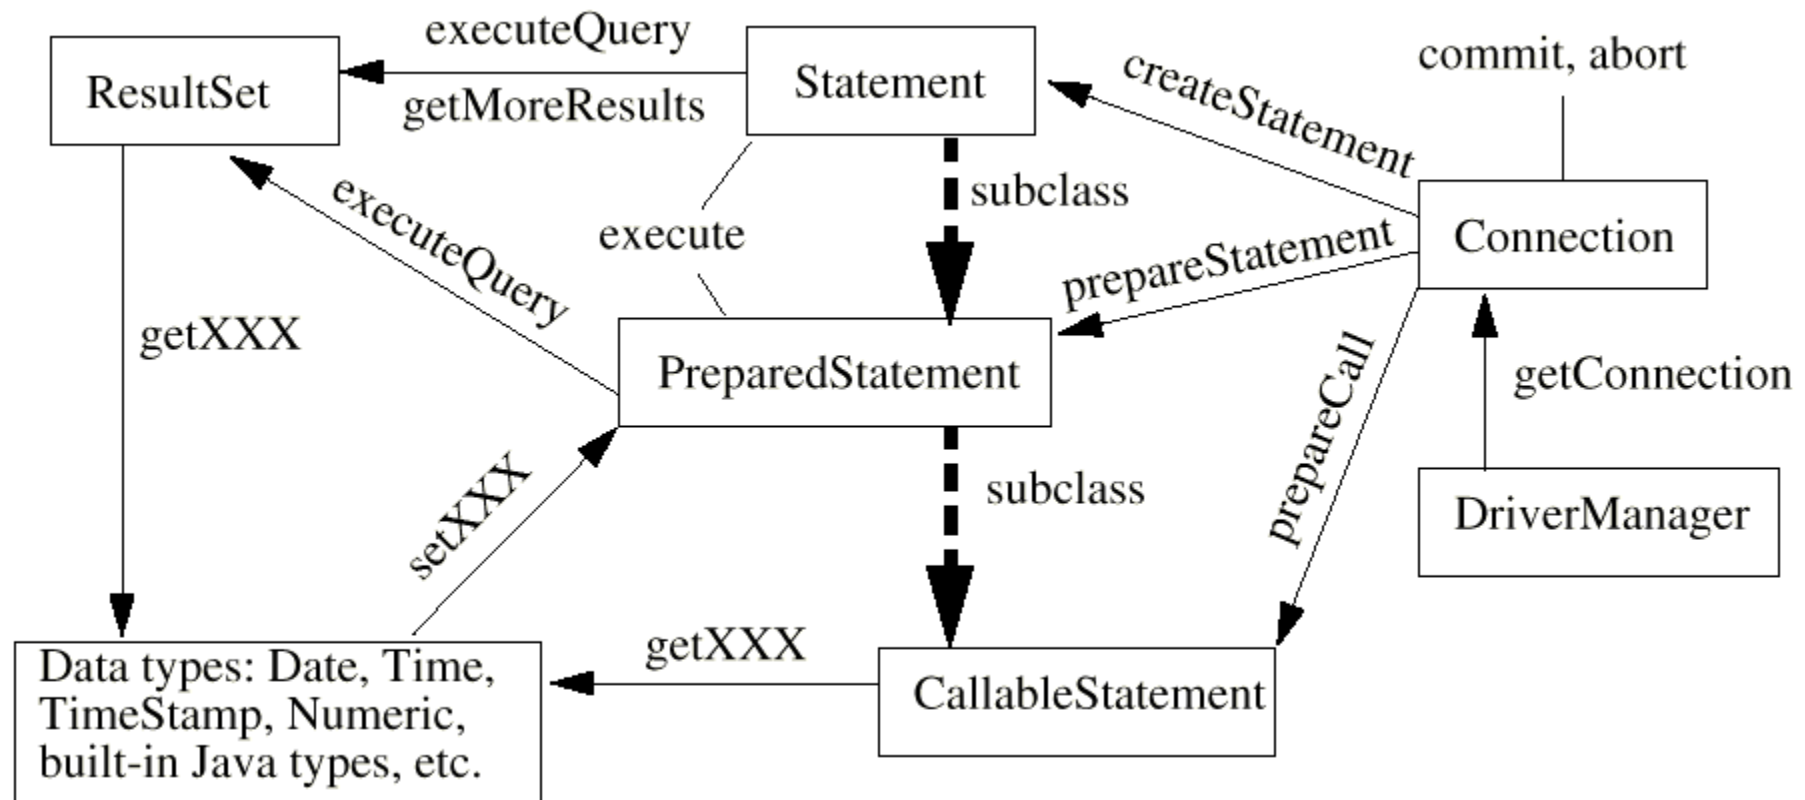 executeQuery
commit, abort
ResultSet
Statement
createStatement
getMoreResults
subclass
executeQuery
execute
prepareStatement
Connection
getXXX
PreparedStatement
prepareCall
getConnection
setXXX
subclass
DriverManager
getXXX
Data types: Date, Time,
TimeStamp, Numeric,
built-in Java types, etc.
CallableStatement